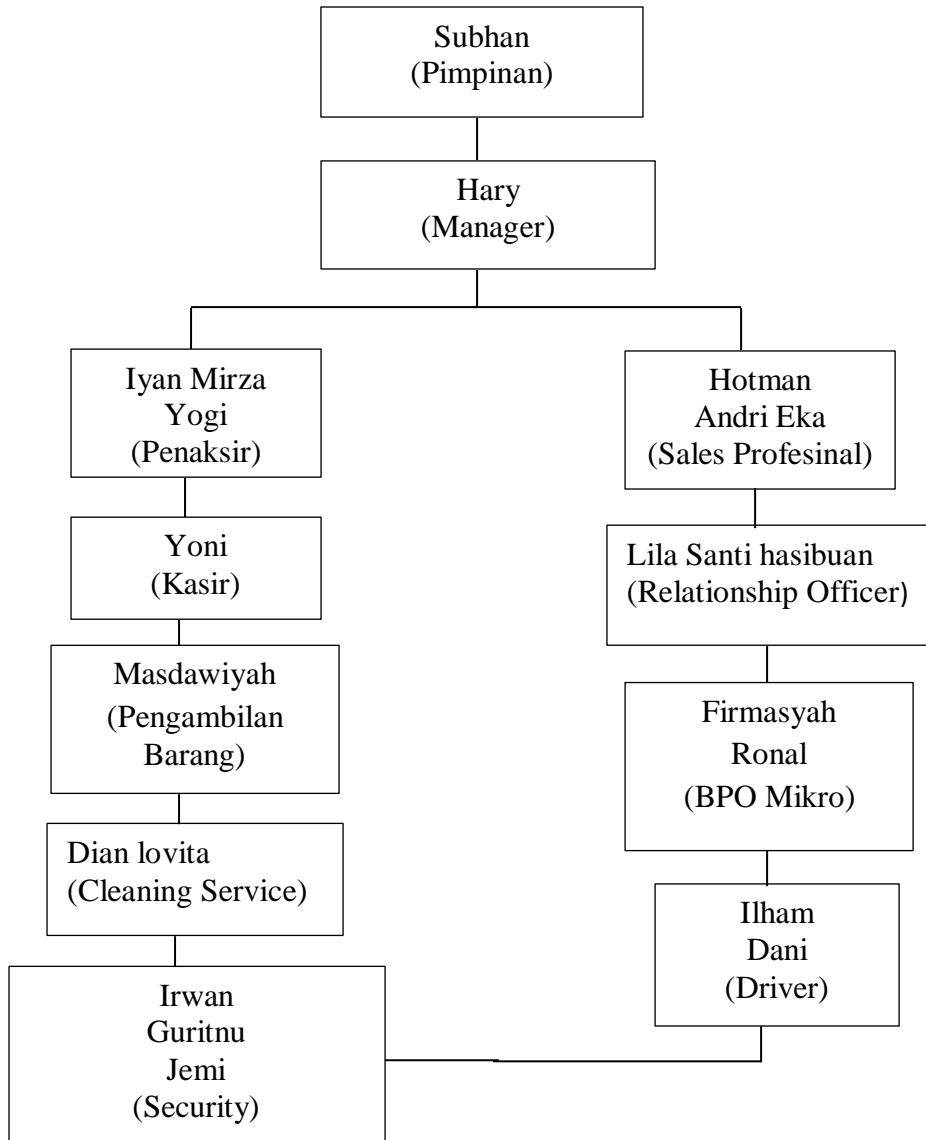 Subhan
(Pimpinan)
Hary
(Manager)
Iyan Mirza
Yogi
(Penaksir)
Yoni
(Kasir)
Masdawiyah
(Pengambilan
Barang)
Dian lovita
(Cleaning Service)
Irwan
Guritnu
Jemi
(Security)
Hotman
Andri Eka
(Sales Profesinal)
Lila Santi hasibuan
(Relationship Officer)
Firmasyah
Ronal
(BPO Mikro)
Ilham
Dani
(Driver)